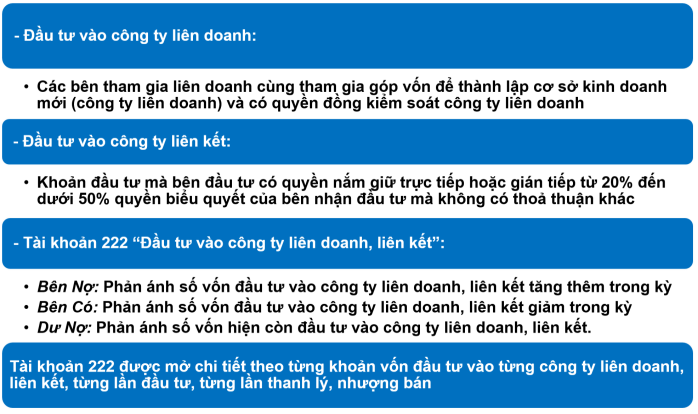 - Đầu tư vào công ty liên doanh:
• Các bên tham gia liên doanh cùng tham gia góp vốn để thành lập cơ sở kinh doanh
mới (công ty liên doanh) và có quyền đồng kiểm soát công ty liên doanh
- Đầu tư vào công ty liên kết:
• Khoản đầu tư mà bên đầu tư có quyền nắm giữ trực tiếp hoặc gián tiếp từ 20% đến
dưới 50% quyền biểu quyết của bên nhận đầu tư mà không có thoả thuận khác
- Tài khoản 222 “Đầu tư vào công ty liên doanh, liên kết”:
• Bên Nợ: Phản ánh số vốn đầu tư vào công ty liên doanh, liên kết tăng thêm trong kỳ
• Bên Có: Phản ánh số vốn đầu tư vào công ty liên doanh, liên kết giảm trong kỳ
• Dư Nợ: Phản ánh số vốn hiện còn đầu tư vào công ty liên doanh, liên kết.
Tài khoản 222 được mở chi tiết theo từng khoản vốn đầu tư vào từng công ty liên doanh,
liên kết, từng lần đầu tư, từng lần thanh lý, nhượng bán